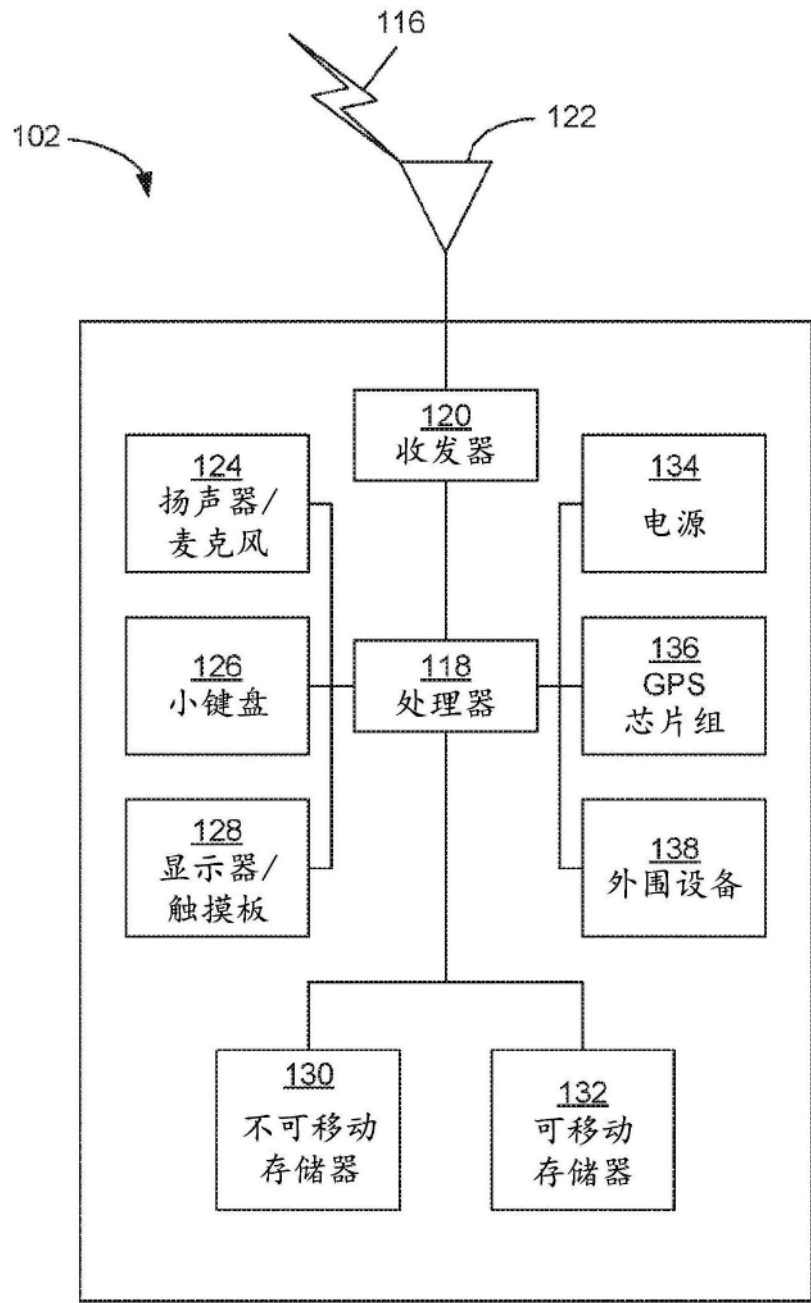 116
122
102
120
收发器
124
扬声器/
麦克风
134
电源
126
小键盘
118
处理器
136
GPS
芯片组
128
显示器/
触摸板
138
外围设备
130
不可移动
存储器
132
可移动
存储器